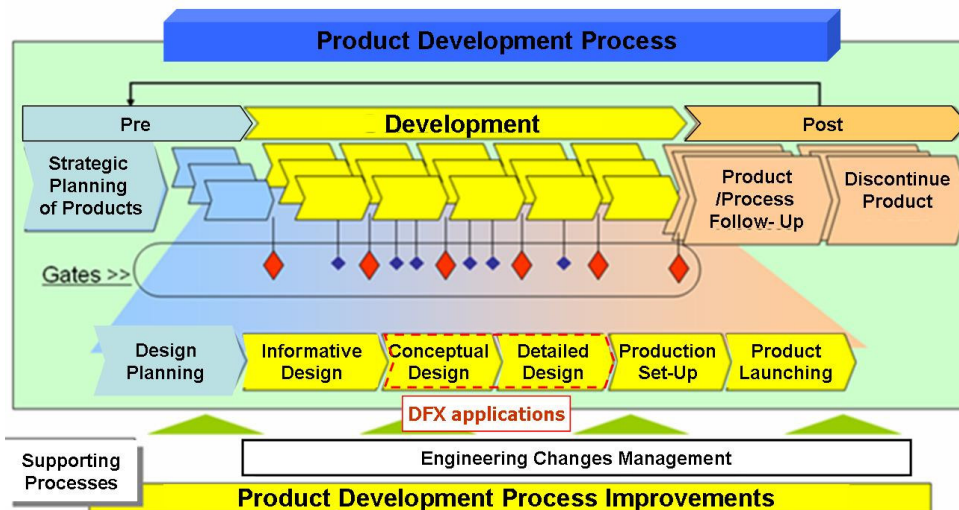 Product Development Process
Pre
Development
Post
Strategic
Planning
of Products
Product
/Process
Follow- Up
Discontinue
Product
Gates >>
Design
Planning
Informative
Design
Conceptual
Design
Detailed
Design
Production
Set-Up
Product
Launching
DFX applications
Supporting
Processes
Engineering Changes Management
Product Development Process Improvements